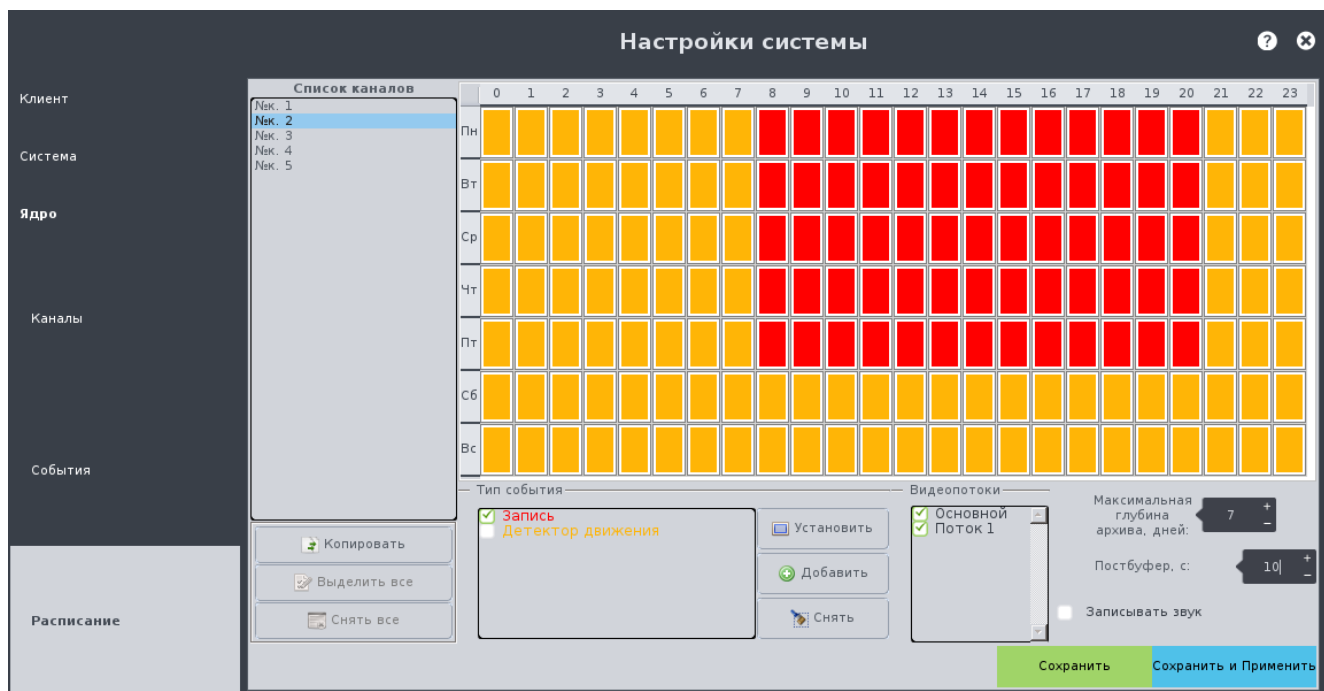 Настройки системы
Клиент
Система
Ядро
Каналы
События
Расписание
Список каналов
№к. 1
№к. 2
№к. 3
№к. 4
№к. 5
Копировать
Выделить все
Снять все
0 1 2 3 4 5 6 7 8 9 10 11 12 13 14 15 16 17 18 19 20 21 22 23
Пн
Вт
Ср
Чт
Пт
Сб
Вс
Тип события
Запись
Детектор движения
Установить
Добавить
Снять
Видеопотоки
Основной
Поток 1
Максимальная
глубина
архива, дней:
7
Постбуфер, с:
10
Записывать звук
Сохранить
Сохранить и Применить